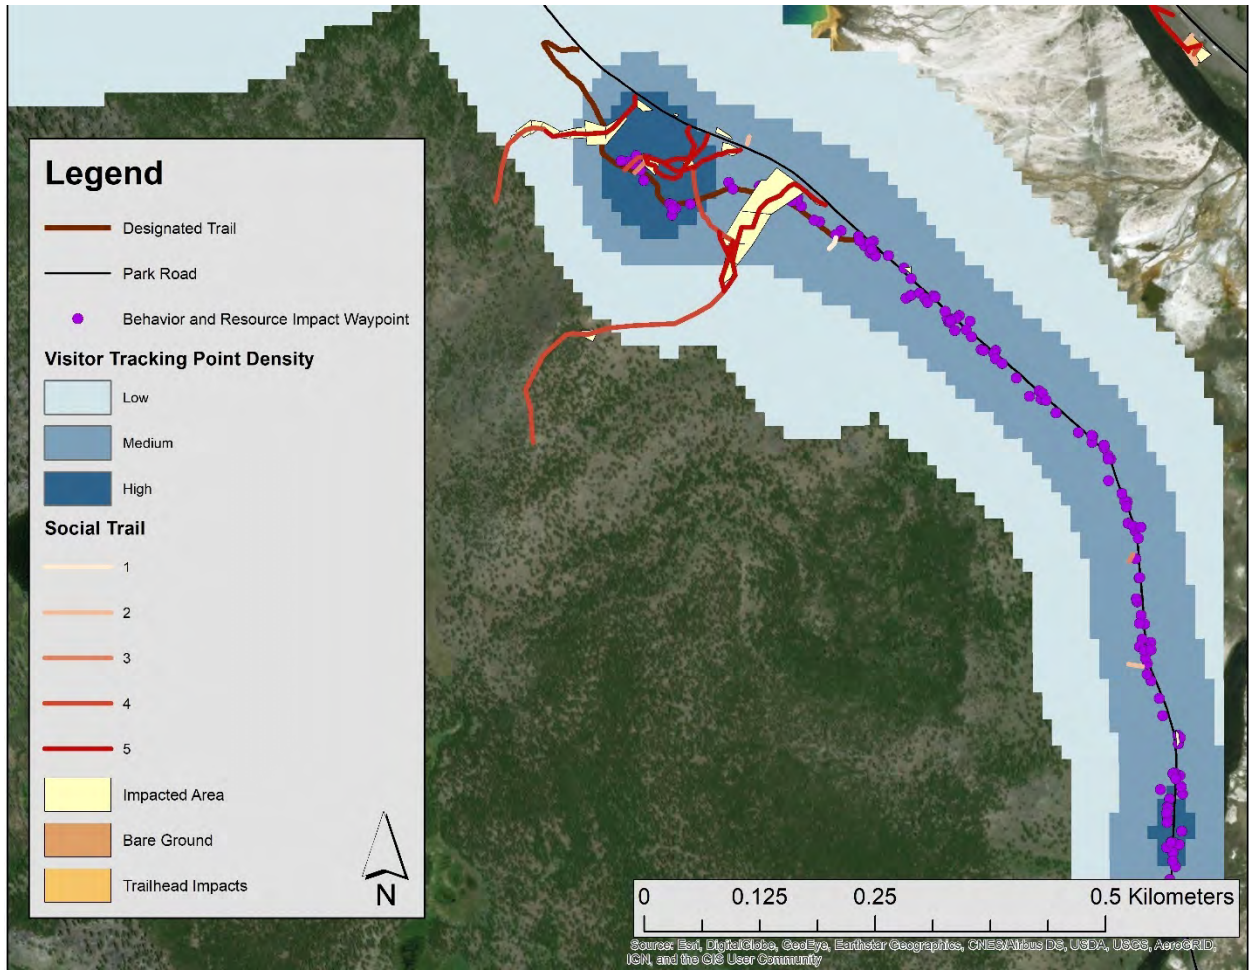 Legend
Designated Trail
Park Road
Behavior and Resource Impact Waypoint
Visitor Tracking Point Density
Low
Medium
High
Social Trail
1
2
3
4
5
Impacted Area
Bare Ground
Trailhead Impacts
N
0 0.125 0.25 0.5 Kilometers
Source: Esri, DigitalGlobe, GeoEye, Earthstar Geographics, CNES/Airbus DS, USDA, USGS, AeroGRID,
IGN, and the GIS User Community